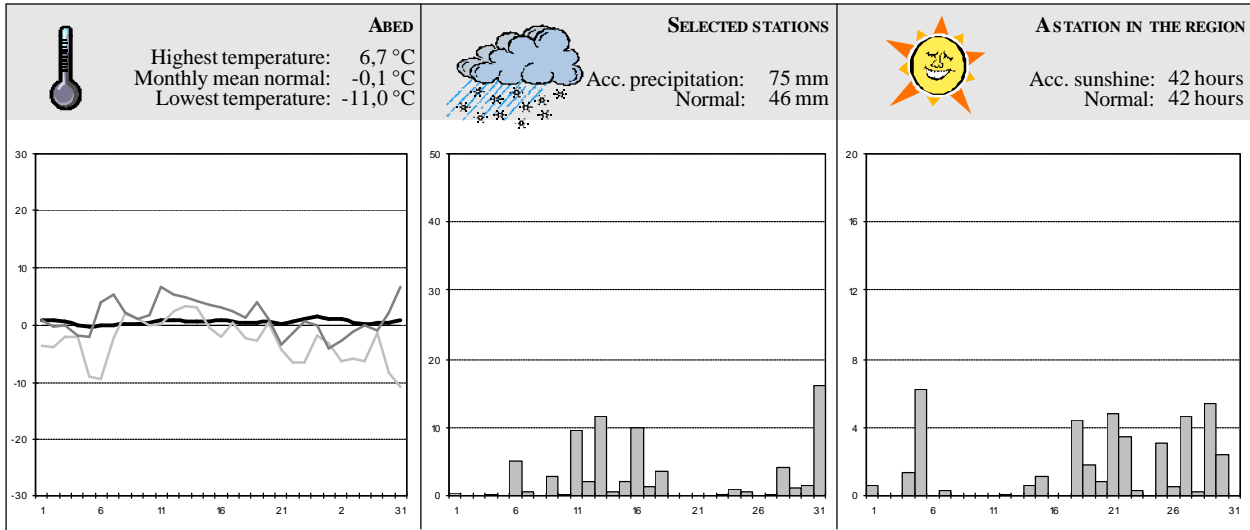 ABED
Highest temperature: 6,7 °C
Monthly mean normal: -0,1 °C
Lowest temperature: -11,0 °C
SELECTED STATIONS
Acc. precipitation: 75 mm
Normal: 46 mm
A STATION IN THE REGION
Acc. sunshine: 42 hours
Normal: 42 hours
30
20
10
0
-10
-20
-30
1 6 11 16 21 2 31
50
40
30
20
10
0
1 6 11 16 21 26 31
20
16
12
8
4
0
1 6 11 16 21 26 31